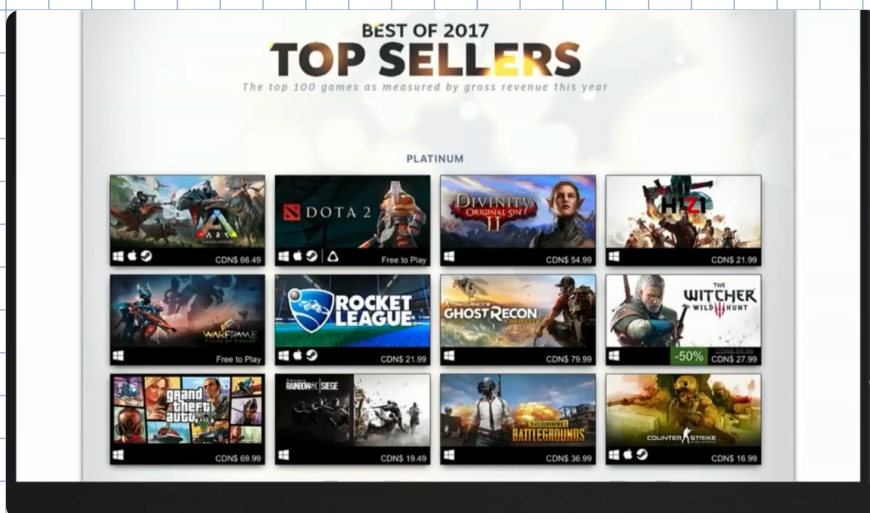 BEST OF 2017
TOP SELLERS
The top 100 games as measured by gross revenue this year
PLATINUM
ARK
CDN$ 66.49
DOTA 2
Free to Play
DIVINITY
ORIGINAL SIN
II
CDN$ 54.99
H1Z1
CDN$ 21.99
WARFRAME
Free to Play
ROCKET
LEAGUE
CDN$ 21.99
TOM CLANCY'S
GHOST RECON
CDN$ 79.99
THE
WITCHER
WILD HUNT
-50%
CDN$ 27.99
grand
theft
auto
CDN$ 69.99
RAINBOW SIX | SIEGE
CDN$ 19.49
BATTLEGROUNDS
CDN$ 36.99
COUNTER STRIKE
CDN$ 16.99